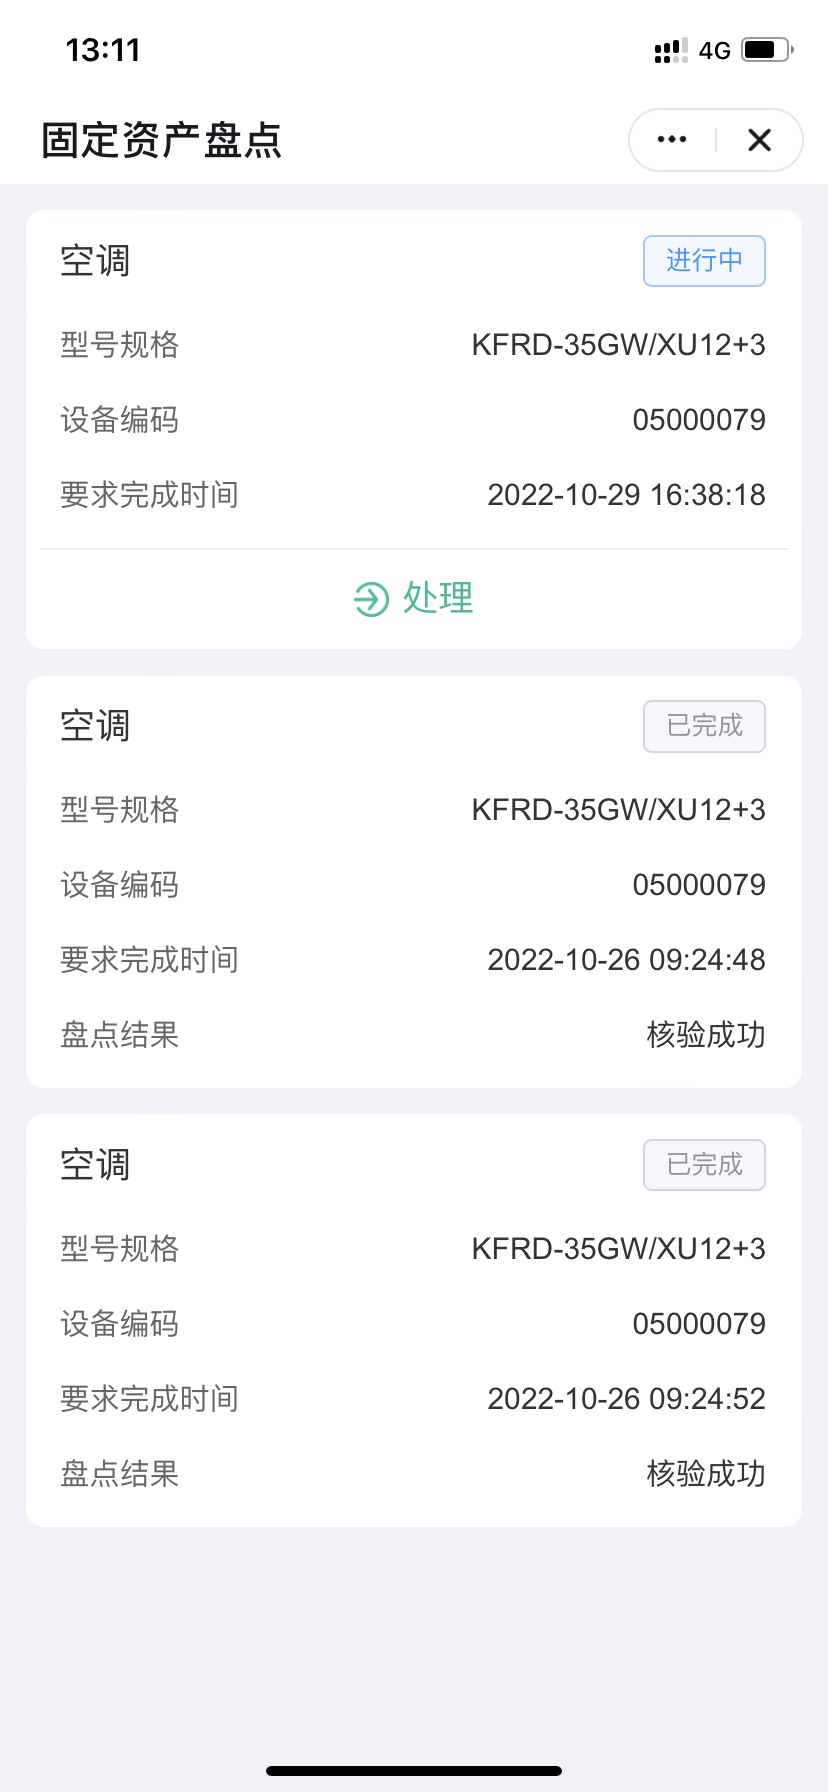 13:11
4G
固定资产盘点
空调
进行中
型号规格 KFRD-35GW/XU12+3
设备编码 05000079
要求完成时间 2022-10-29 16:38:18
处理
空调
已完成
型号规格 KFRD-35GW/XU12+3
设备编码 05000079
要求完成时间 2022-10-26 09:24:48
盘点结果 核验成功
空调
已完成
型号规格 KFRD-35GW/XU12+3
设备编码 05000079
要求完成时间 2022-10-26 09:24:52
盘点结果 核验成功